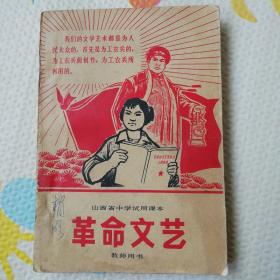 我们的文学艺术都是为人
民大众的，首先是为工农兵的，
为工农兵而创作，为工农兵所
利用的。
山西省中学试用课本
革命文艺
教师用书